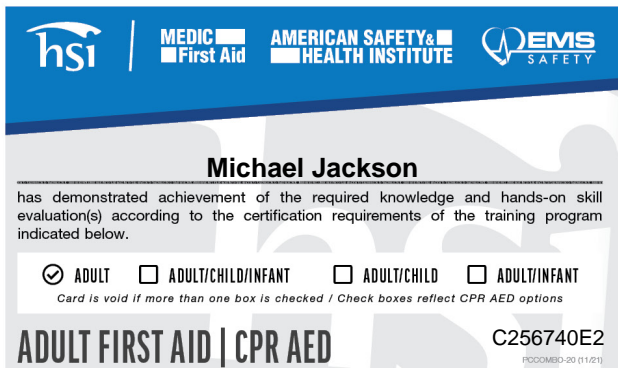 hsi
MEDIC First Aid
AMERICAN SAFETY& HEALTH INSTITUTE
EMS SAFETY
Michael Jackson
has demonstrated achievement of the required knowledge and hands-on skill
evaluation(s) according to the certification requirements of the training program
indicated below.
ADULT ADULT/CHILD/INFANT ADULT/CHILD ADULT/INFANT
Card is void if more than one box is checked / Check boxes reflect CPR AED options
ADULT FIRST AID | CPR AED
C256740E2
PCCOMBO-20 (11/21)